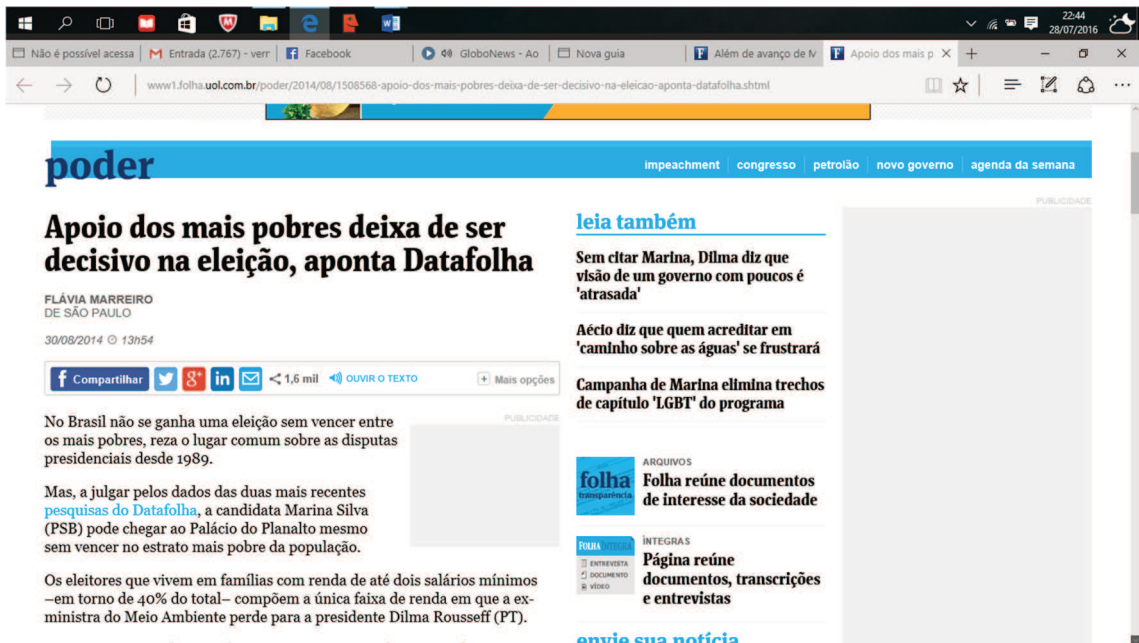 22:44
28/07/2016
Não é possível acessa
Entrada (2.767) - verr
Facebook
GloboNews - Ao
Nova guia
Além de avanço de M
Apoio dos mais p
www1.folha.uol.com.br/poder/2014/08/1508568-apoio-dos-mais-pobres-deixa-de-ser-decisivo-na-eleicao-aponta-datafolha.shtml
poder
impeachment
congresso
petrolão
novo governo
agenda da semana
PUBLICIDADE
Apoio dos mais pobres deixa de ser
decisivo na eleição, aponta Datafolha
FLÁVIA MARREIRO
DE SÃO PAULO
30/08/2014 13h54
Compartilhar
1,6 mil
OUVIR O TEXTO
Mais opções
PUBLICIDADE
No Brasil não se ganha uma eleição sem vencer entre
os mais pobres, reza o lugar comum sobre as disputas
presidenciais desde 1989.
Mas, a julgar pelos dados das duas mais recentes
pesquisas do Datafolha, a candidata Marina Silva
(PSB) pode chegar ao Palácio do Planalto mesmo
sem vencer no estrato mais pobre da população.
Os eleitores que vivem em famílias com renda de até dois salários mínimos
–em torno de 40% do total– compõem a única faixa de renda em que a ex-
ministra do Meio Ambiente perde para a presidente Dilma Rousseff (PT).
leia também
Sem citar Marina, Dilma diz que
visão de um governo com poucos é
'atrasada'
Aécio diz que quem acreditar em
'caminho sobre as águas' se frustrará
Campanha de Marina elimina trechos
de capítulo 'LGBT' do programa
folha
transparência
ARQUIVOS
Folha reúne documentos
de interesse da sociedade
FOLHA ÍNTEGRA
ENTREVISTA
DOCUMENTO
VÍDEO
ÍNTEGRAS
Página reúne
documentos, transcrições
e entrevistas
envie sua notícia